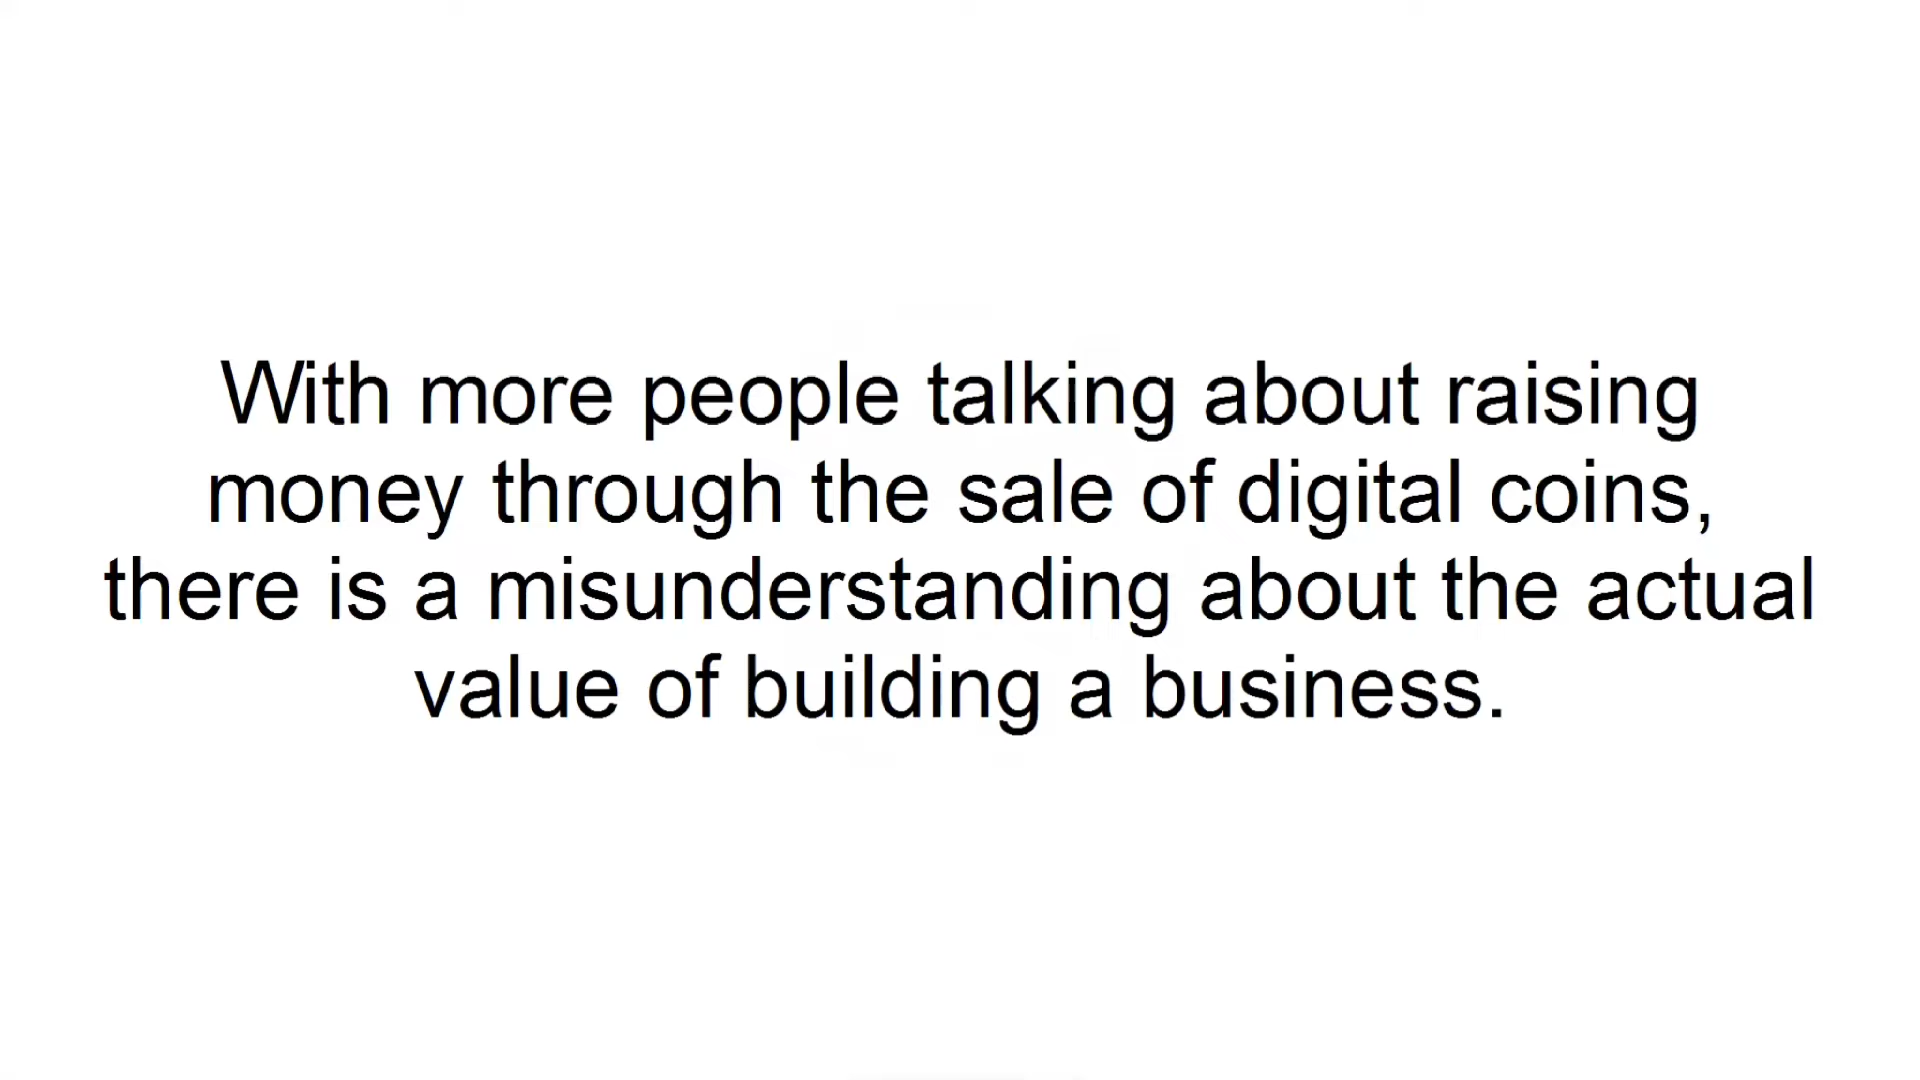 With more people talking about raising
money through the sale of digital coins,
there is a misunderstanding about the actual
value of building a business.